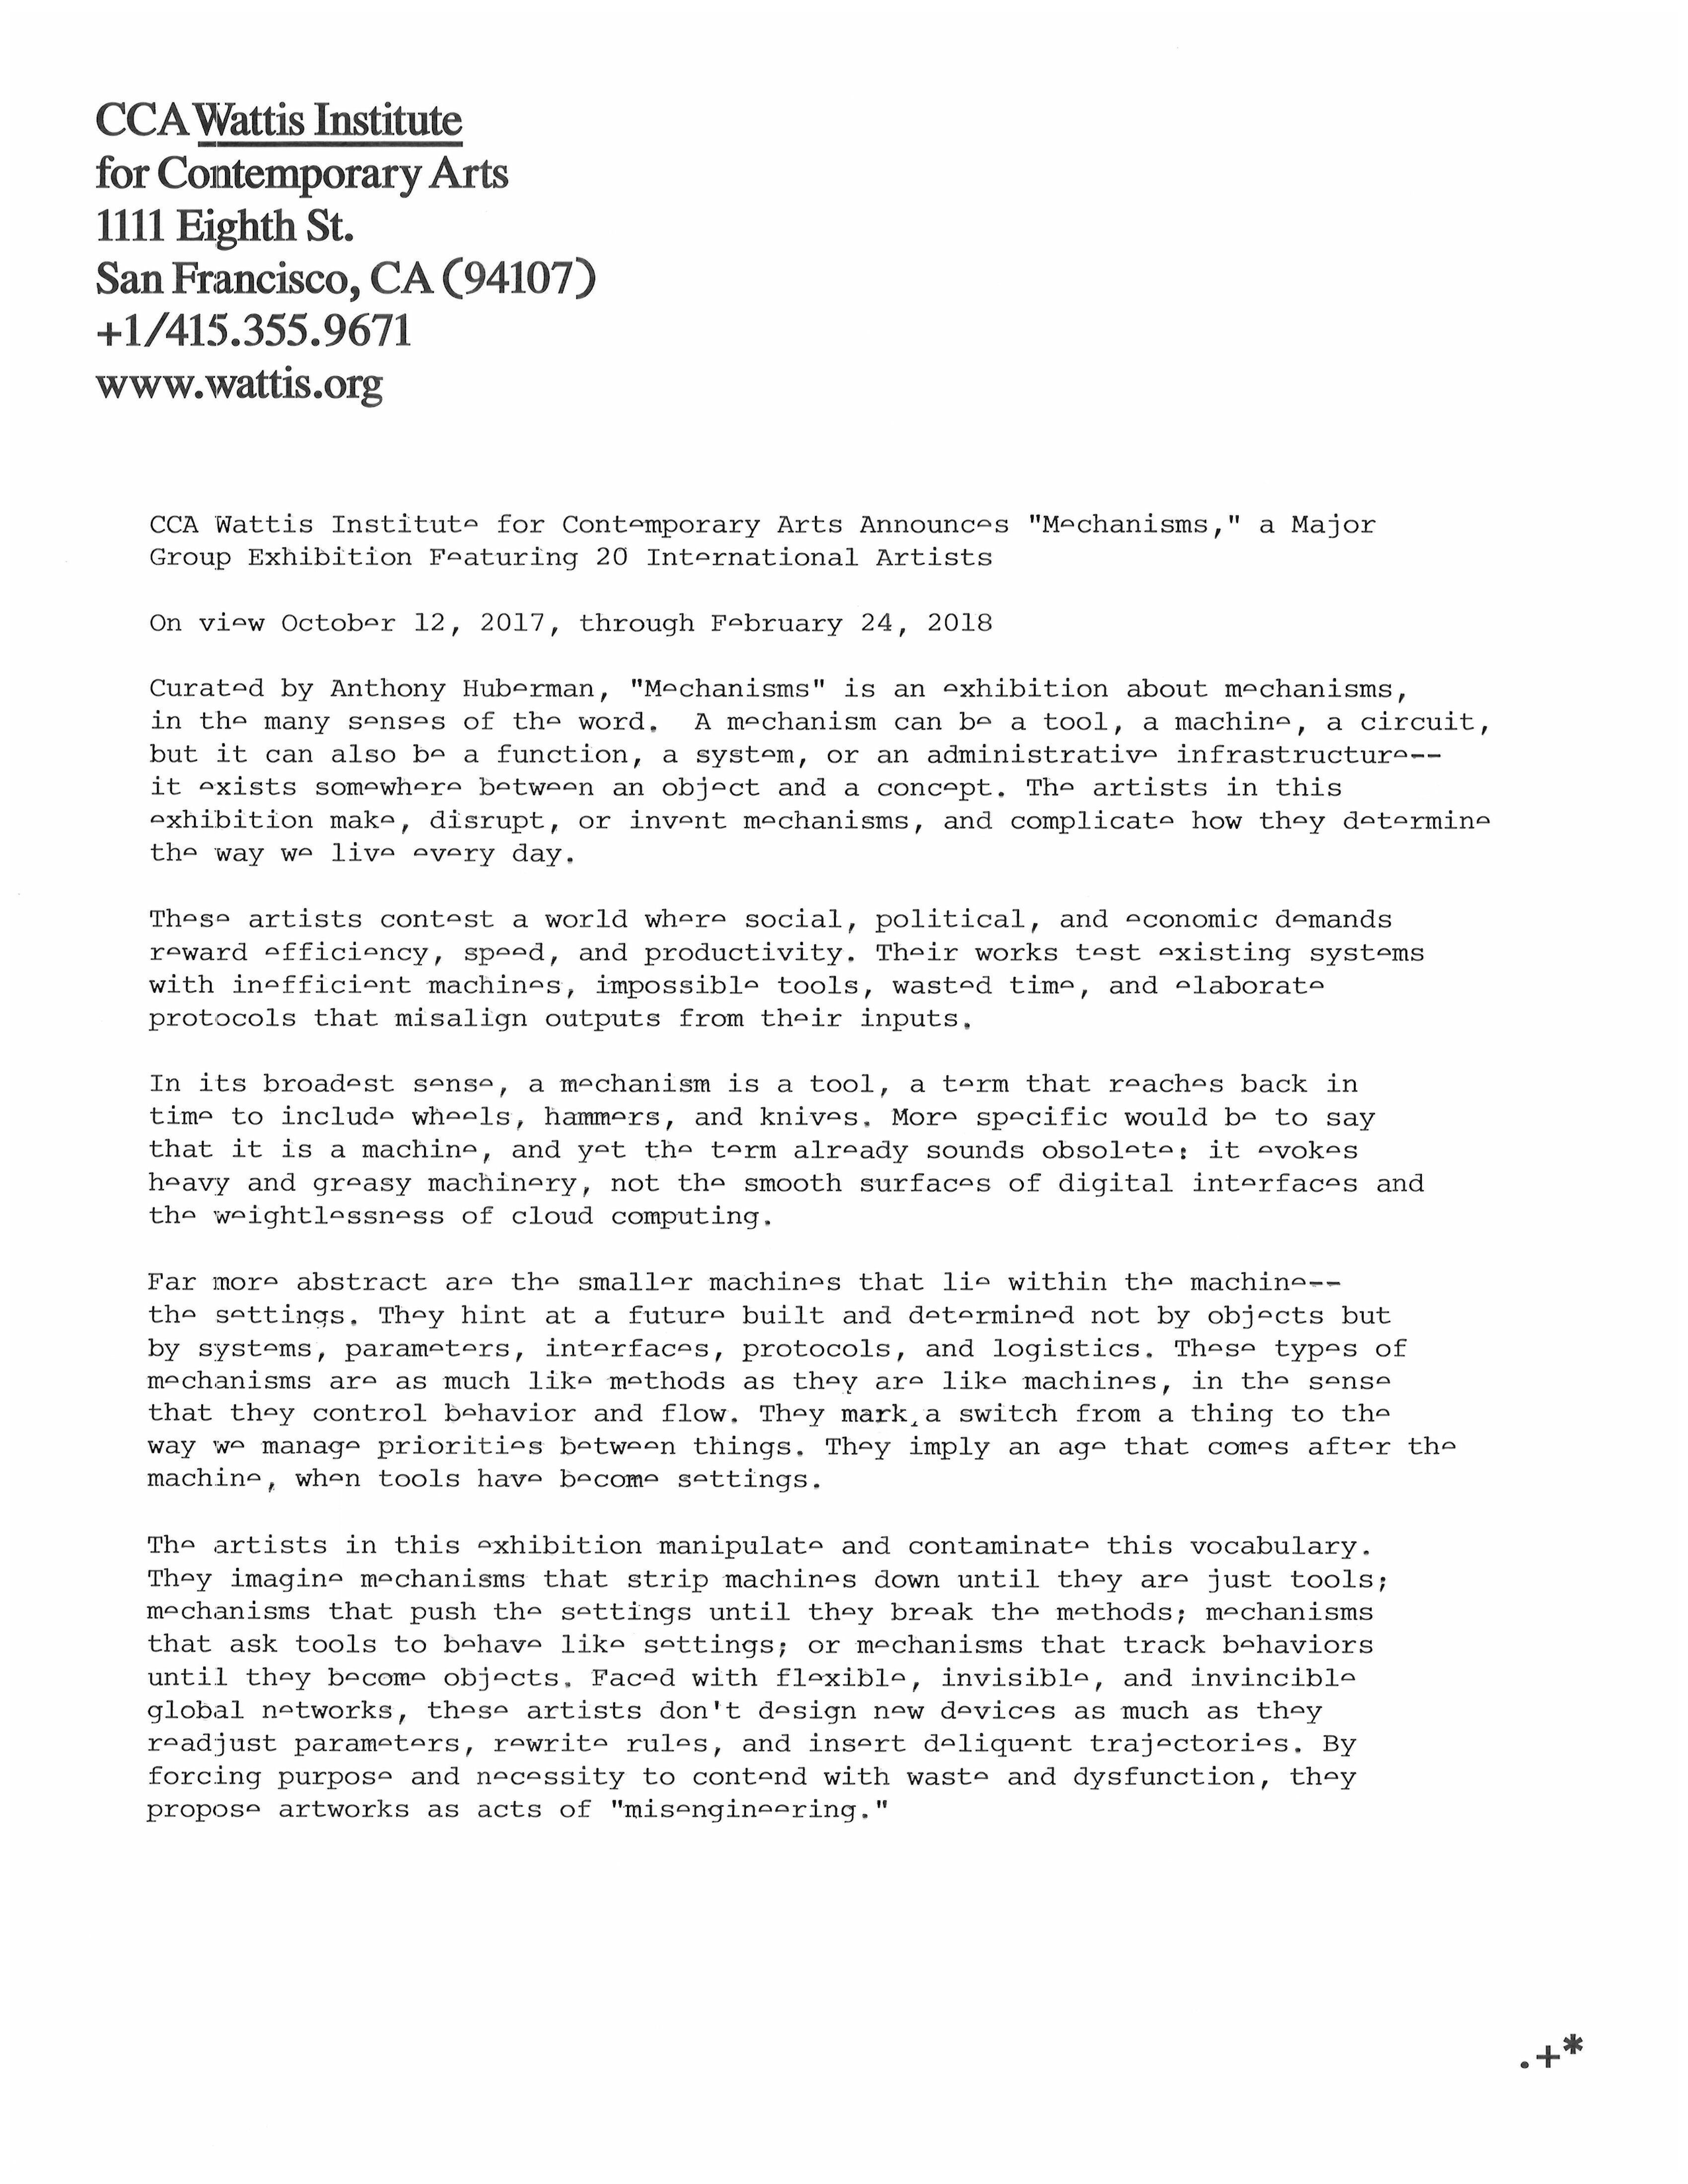 CCA Wattis Institute
for Contemporary Arts
1111 Eighth St.
San Francisco, CA (94107)
+1/415.355.9671
www.wattis.org
CCA Wattis Institute for Contemporary Arts Announces "Mechanisms," a Major
Group Exhibition Featuring 20 International Artists
On view October 12, 2017, through February 24, 2018
Curated by Anthony Huberman, "Mechanisms" is an exhibition about mechanisms,
in the many senses of the word.  A mechanism can be a tool, a machine, a circuit,
but it can also be a function, a system, or an administrative infrastructure--
it exists somewhere between an object and a concept. The artists in this
exhibition make, disrupt, or invent mechanisms, and complicate how they determine
the way we live every day.
These artists contest a world where social, political, and economic demands
reward efficiency, speed, and productivity. Their works test existing systems
with inefficient machines, impossible tools, wasted time, and elaborate
protocols that misalign outputs from their inputs.
In its broadest sense, a mechanism is a tool, a term that reaches back in
time to include wheels, hammers, and knives. More specific would be to say
that it is a machine, and yet the term already sounds obsolete: it evokes
heavy and greasy machinery, not the smooth surfaces of digital interfaces and
the weightlessness of cloud computing.
Far more abstract are the smaller machines that lie within the machine--
the settings. They hint at a future built and determined not by objects but
by systems, parameters, interfaces, protocols, and logistics. These types of
mechanisms are as much like methods as they are like machines, in the sense
that they control behavior and flow. They mark a switch from a thing to the
way we manage priorities between things. They imply an age that comes after the
machine, when tools have become settings.
The artists in this exhibition manipulate and contaminate this vocabulary.
They imagine mechanisms that strip machines down until they are just tools;
mechanisms that push the settings until they break the methods; mechanisms
that ask tools to behave like settings; or mechanisms that track behaviors
until they become objects. Faced with flexible, invisible, and invincible
global networks, these artists don't design new devices as much as they
readjust parameters, rewrite rules, and insert deliquent trajectories. By
forcing purpose and necessity to contend with waste and dysfunction, they
propose artworks as acts of "misengineering."
.+*